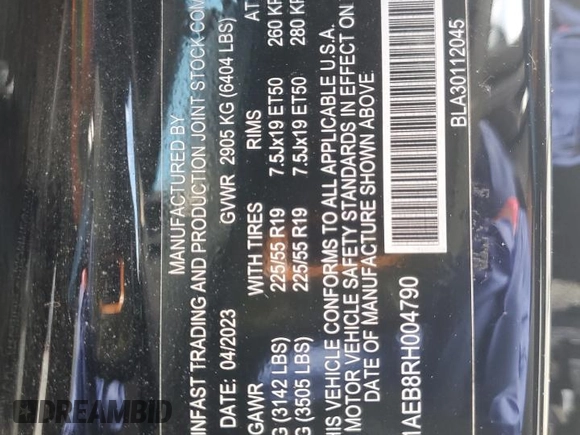 MANUFACTURED BY
INFAST TRADING AND PRODUCTION JOINT STOCK COM
DATE: 04/2023 GVWR 2905 KG (6404 LBS)
GAWR WITH TIRES RIMS AT
G (3142 LBS) 225/55 R19 7.5Jx19 ET50 260 KP
G (3505 LBS) 225/55 R19 7.5Jx19 ET50 280 KP
HIS VEHICLE CONFORMS TO ALL APPLICABLE U.S.A.
MOTOR VEHICLE SAFETY STANDARDS IN EFFECT ON
DATE OF MANUFACTURE SHOWN ABOVE.
1AEB8RH004790
BLA30112045
DREAMBID